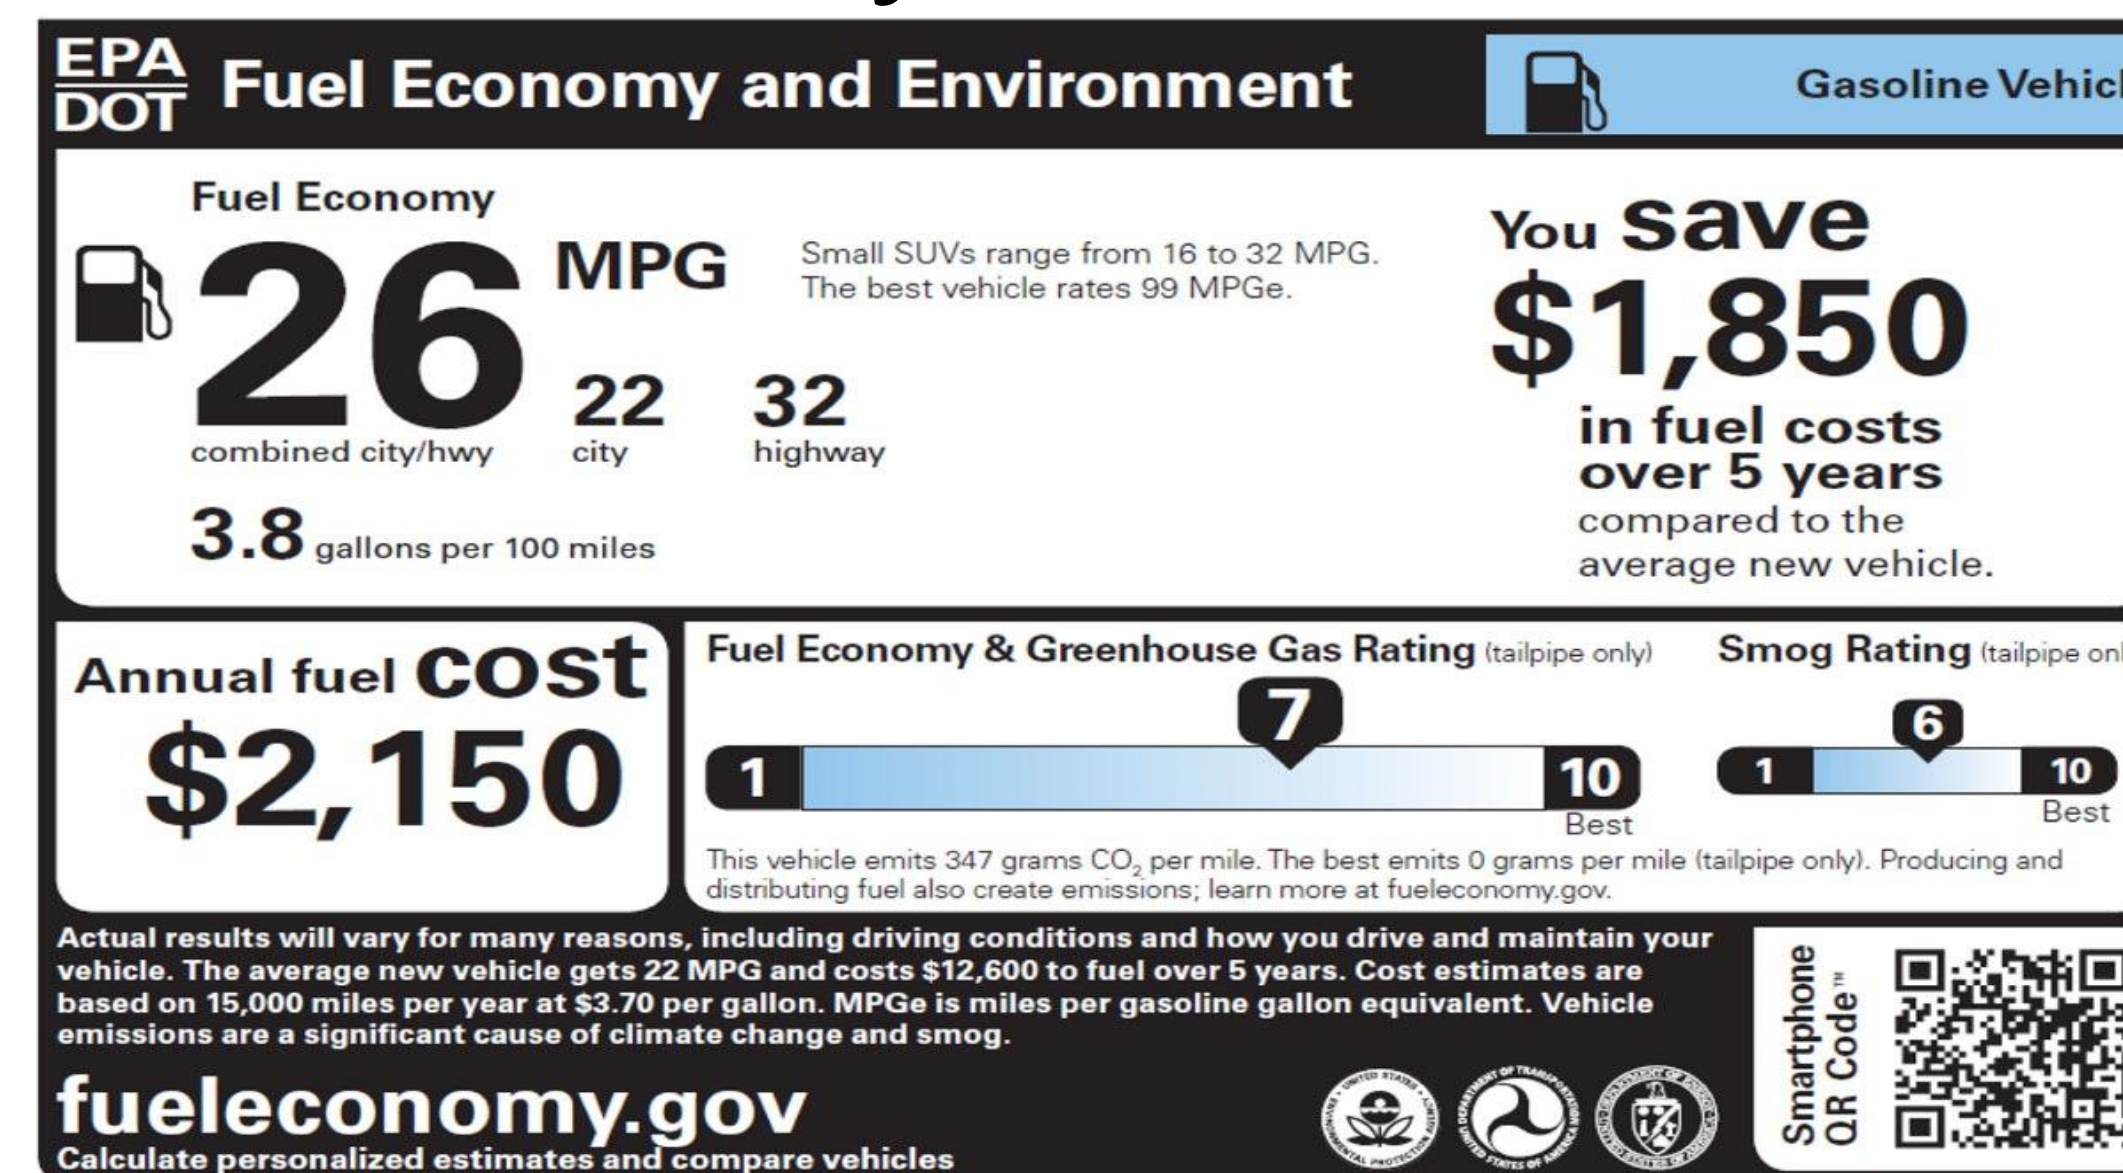 EPA
DOT
Fuel Economy and Environment
Gasoline Vehicl
Fuel Economy
26 MPG
combined city/hwy
22
city
32
highway
3.8 gallons per 100 miles
Small SUVs range from 16 to 32 MPG.
The best vehicle rates 99 MPGe.
You save
$1,850
in fuel costs
over 5 years
compared to the
average new vehicle.
Annual fuel cost
$2,150
Fuel Economy & Greenhouse Gas Rating (tailpipe only)
7
1
10
Best
Smog Rating (tailpipe onl
6
1
10
Best
This vehicle emits 347 grams CO₂ per mile. The best emits 0 grams per mile (tailpipe only). Producing and
distributing fuel also create emissions; learn more at fueleconomy.gov.
Actual results will vary for many reasons, including driving conditions and how you drive and maintain your
vehicle. The average new vehicle gets 22 MPG and costs $12,600 to fuel over 5 years. Cost estimates are
based on 15,000 miles per year at $3.70 per gallon. MPGe is miles per gasoline gallon equivalent. Vehicle
emissions are a significant cause of climate change and smog.
fueleconomy.gov
Calculate personalized estimates and compare vehicles
Smartphone
QR Code™